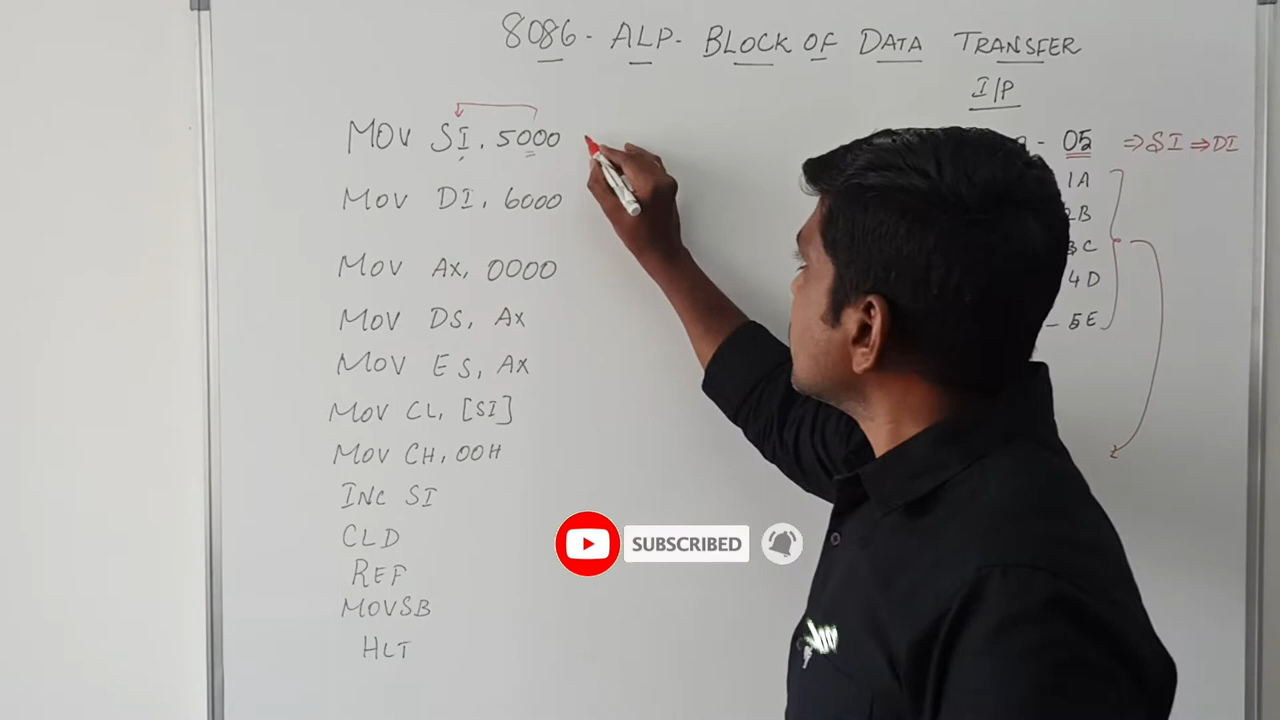 8086 - ALP - BLOCK OF DATA TRANSFER
I/P
MOV SI, 5000
- 05 ⇒ SI ⇒ DI
1A
MOV DI, 6000
2B
3C
MOV AX, 0000
4D
MOV DS, AX
- 5E
MOV ES, AX
MOV CL, [SI]
MOV CH, 00H
INC SI
CLD
REF
MOVSB
HLT
SUBSCRIBED